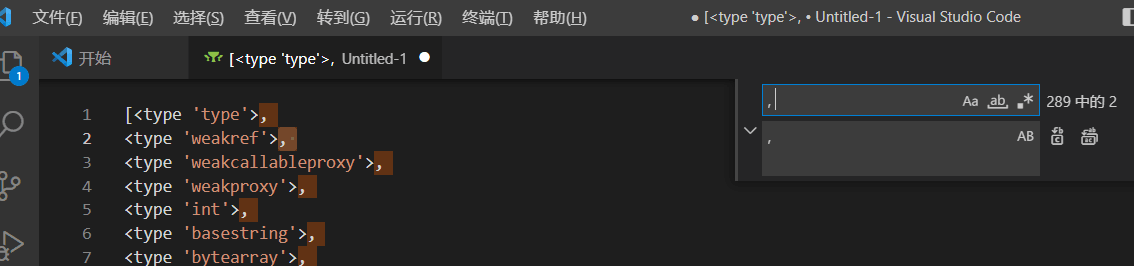 文件(F) 编辑(E) 选择(S) 查看(V) 转到(G) 运行(R) 终端(T) 帮助(H) ● [<type 'type'>, • Untitled-1 - Visual Studio Code
开始 [<type 'type'>, Untitled-1 ●
, Aa ab .* 289 中的 2
, AB
1
1 [<type 'type'>,
2 <type 'weakref'>,
3 <type 'weakcallableproxy'>,
4 <type 'weakproxy'>,
5 <type 'int'>,
6 <type 'basestring'>,
7 <type 'bytearray'>,